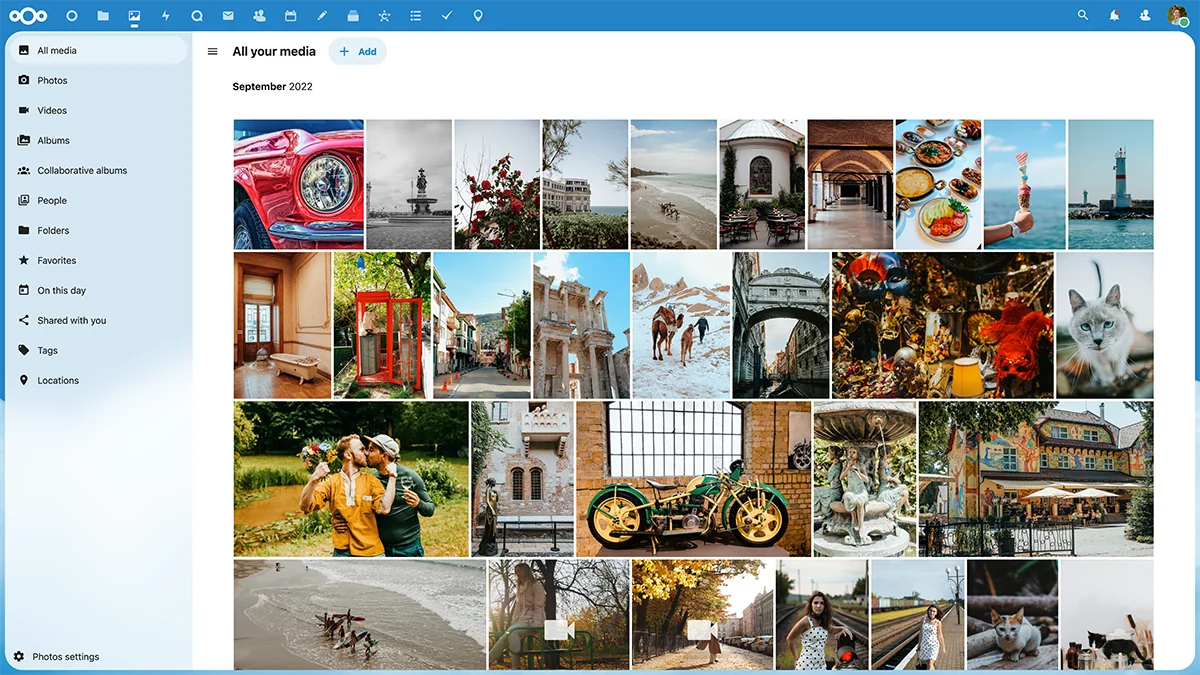 All media
Photos
Videos
Albums
Collaborative albums
People
Folders
Favorites
On this day
Shared with you
Tags
Locations
Photos settings
All your media
+ Add
September 2022